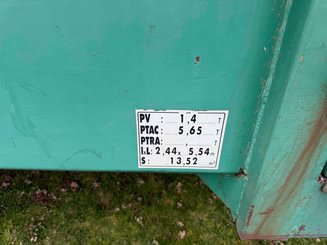 PV : 1,4 T
PTAC : 5,65 T
PTRA : T
l.L: 2,44 x 5,54 m
S : 13,52 m²